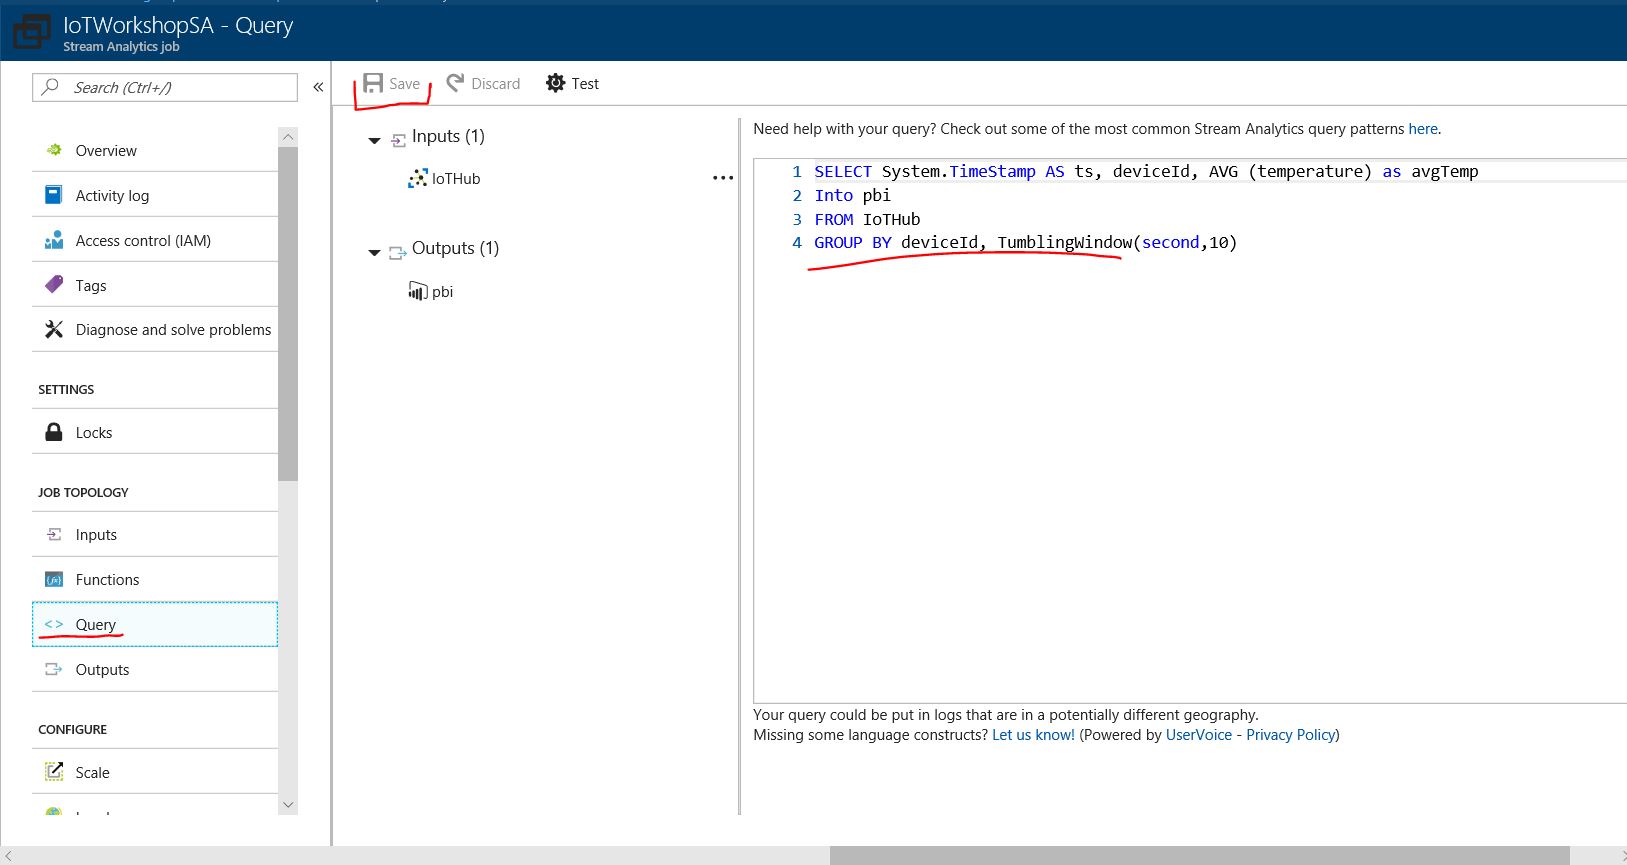 IoTWorkshopSA - Query
Stream Analytics job
Search (Ctrl+/)
«
Overview
Activity log
Access control (IAM)
Tags
Diagnose and solve problems
SETTINGS
Locks
JOB TOPOLOGY
Inputs
Functions
<> Query
Outputs
CONFIGURE
Scale
Save
Discard
Test
Inputs (1)
IoTHub
...
Outputs (1)
pbi
Need help with your query? Check out some of the most common Stream Analytics query patterns here.
1 SELECT System.TimeStamp AS ts, deviceId, AVG (temperature) as avgTemp
2 Into pbi
3 FROM IoTHub
4 GROUP BY deviceId, TumblingWindow(second,10)
Your query could be put in logs that are in a potentially different geography.
Missing some language constructs? Let us know! (Powered by UserVoice - Privacy Policy)